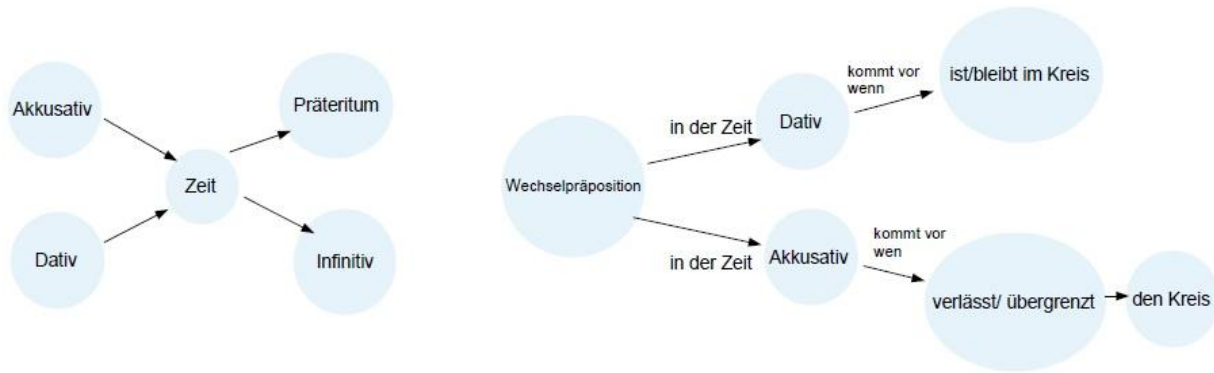 Akkusativ
Präteritum
Zeit
Dativ
Infinitiv
Wechselpräposition
in der Zeit
Dativ
kommt vor
wenn
ist/bleibt im Kreis
in der Zeit
Akkusativ
kommt vor
wen
verlässt/ übergrenzt
den Kreis